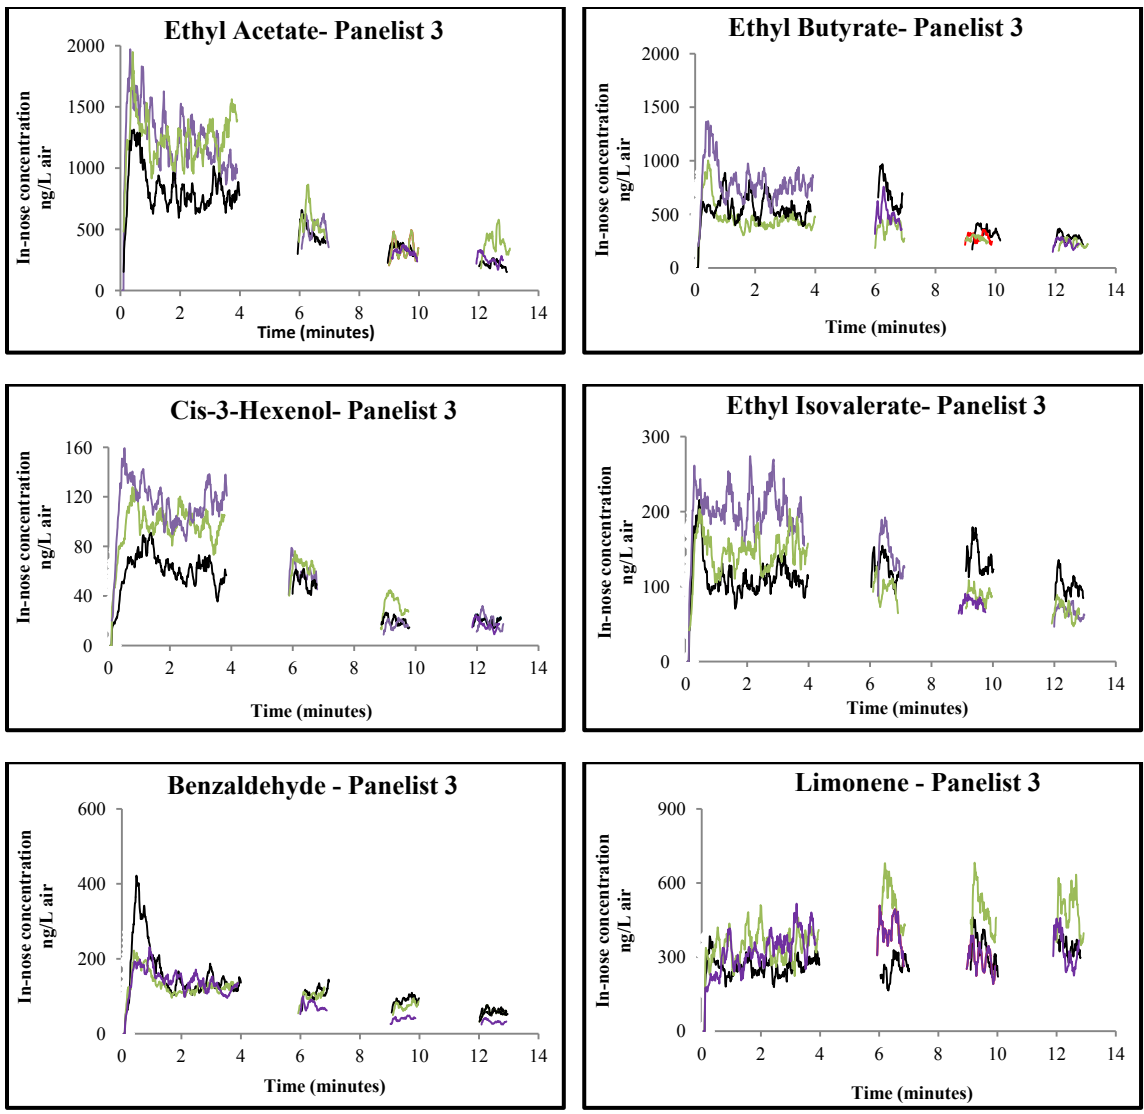 Ethyl Acetate- Panelist 3
In-nose concentration
ng/L air
2000
1500
1000
500
0
0 2 4 6 8 10 12 14
Time (minutes)
Ethyl Butyrate- Panelist 3
In-nose concentration
ng/L air
2000
1500
1000
500
0
0 2 4 6 8 10 12 14
Time (minutes)
Cis-3-Hexenol- Panelist 3
In-nose concentration
ng/L air
160
120
80
40
0
0 2 4 6 8 10 12 14
Time (minutes)
Ethyl Isovalerate- Panelist 3
In-nose concentration
ng/L air
300
200
100
0
0 2 4 6 8 10 12 14
Time (minutes)
Benzaldehyde - Panelist 3
In-nose concentration
ng/L air
600
400
200
0
0 2 4 6 8 10 12 14
Time (minutes)
Limonene - Panelist 3
In-nose concentration
ng/L air
900
600
300
0
0 2 4 6 8 10 12 14
Time (minutes)